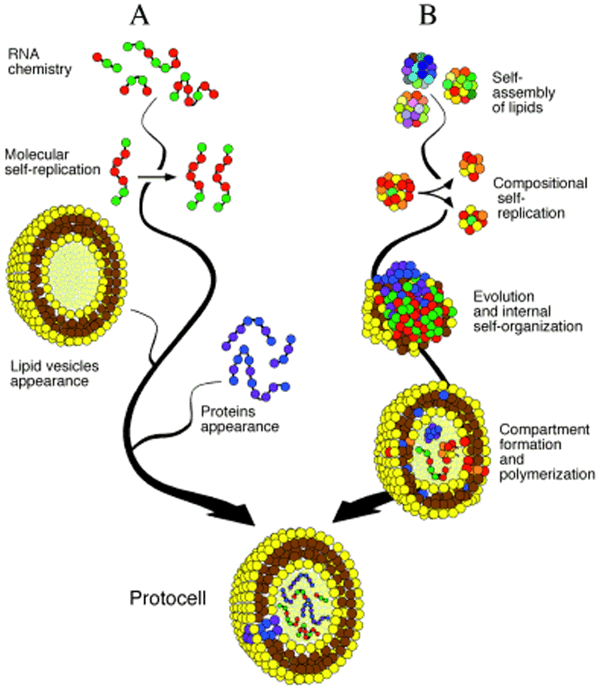 A
RNA
chemistry
Molecular
self-replication
Lipid vesicles
appearance
Proteins
appearance
B
Self-
assembly
of lipids
Compositional
self-
replication
Evolution
and internal
self-organization
Compartment
formation
and
polymerization
Protocell